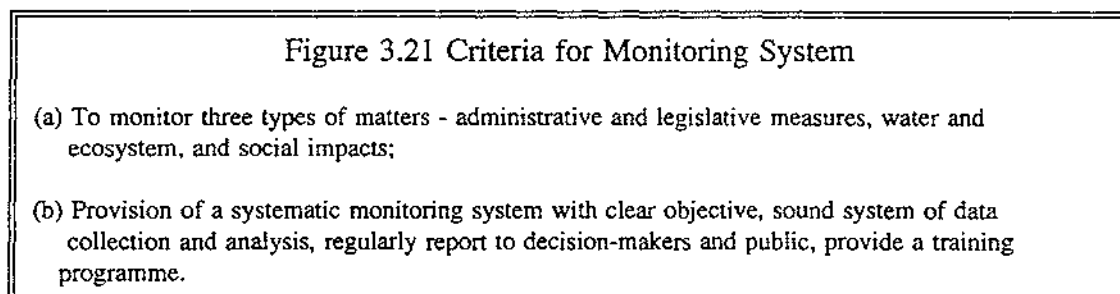 Figure 3.21 Criteria for Monitoring System
(a) To monitor three types of matters - administrative and legislative measures, water and
ecosystem, and social impacts;
(b) Provision of a systematic monitoring system with clear objective, sound system of data
collection and analysis, regularly report to decision-makers and public, provide a training
programme.